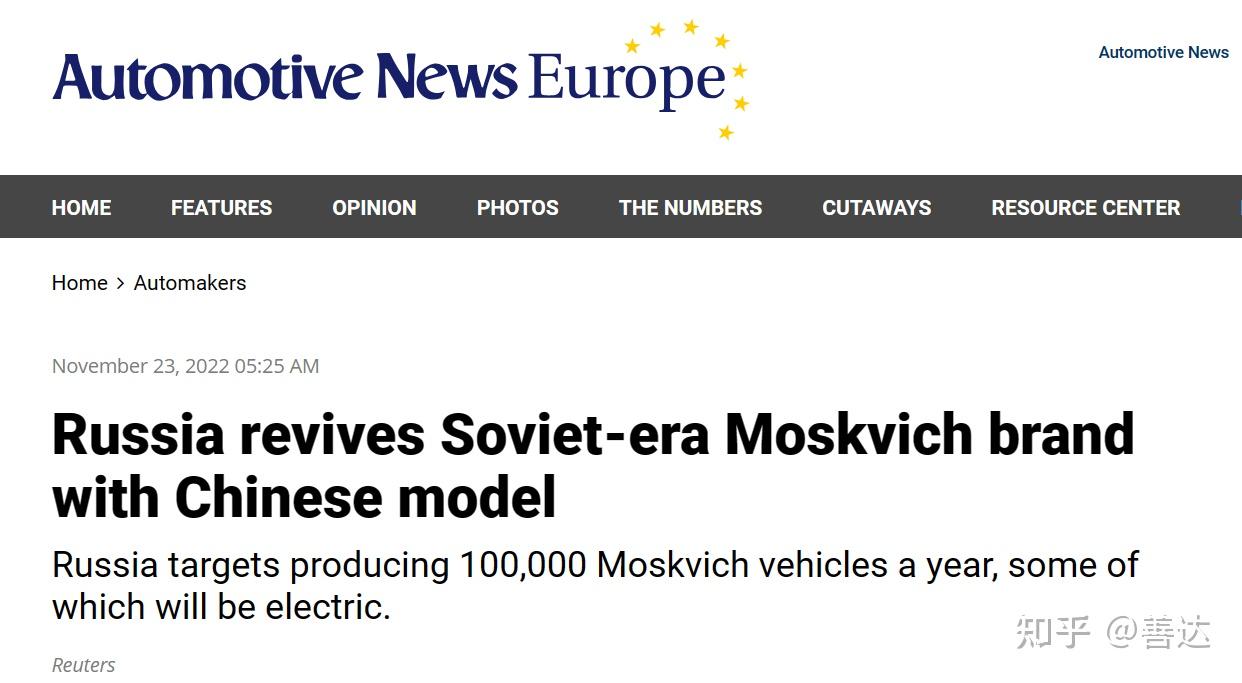 Automotive News Europe
Automotive News
HOME FEATURES OPINION PHOTOS THE NUMBERS CUTAWAYS RESOURCE CENTER
Home > Automakers
November 23, 2022 05:25 AM
Russia revives Soviet-era Moskvich brand
with Chinese model
Russia targets producing 100,000 Moskvich vehicles a year, some of
which will be electric.
知乎 @善达
Reuters